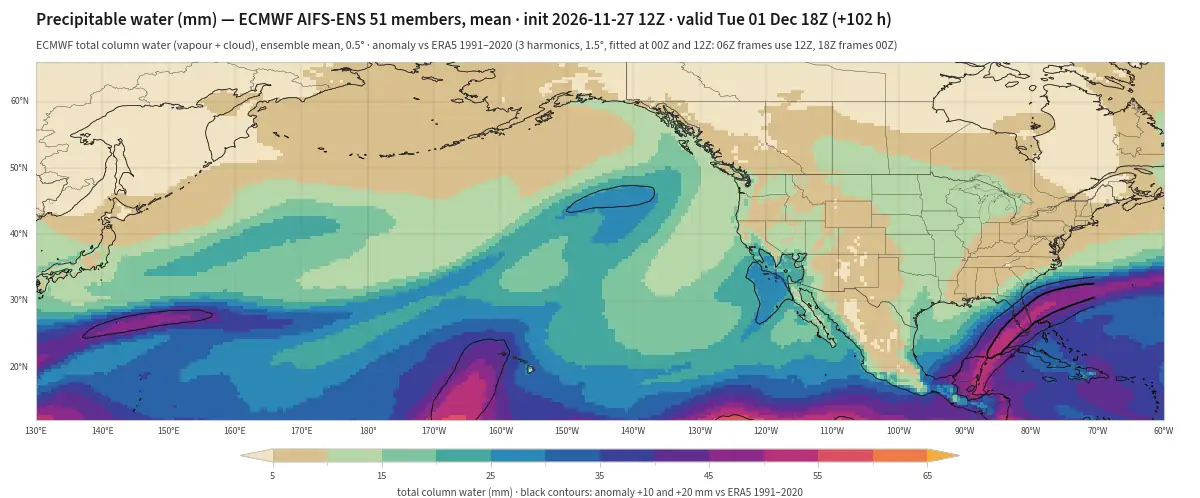 Precipitable water (mm) — ECMWF AIFS-ENS 51 members, mean · init 2026-11-27 12Z · valid Tue 01 Dec 18Z (+102 h)
ECMWF total column water (vapour + cloud), ensemble mean, 0.5° · anomaly vs ERA5 1991–2020 (3 harmonics, 1.5°, fitted at 00Z and 12Z: 06Z frames use 12Z, 18Z frames 00Z)
60°N
50°N
40°N
30°N
20°N
130°E 140°E 150°E 160°E 170°E 180° 170°W 160°W 150°W 140°W 130°W 120°W 110°W 100°W 90°W 80°W 70°W 60°W
5 15 25 35 45 55 65
total column water (mm) · black contours: anomaly +10 and +20 mm vs ERA5 1991–2020